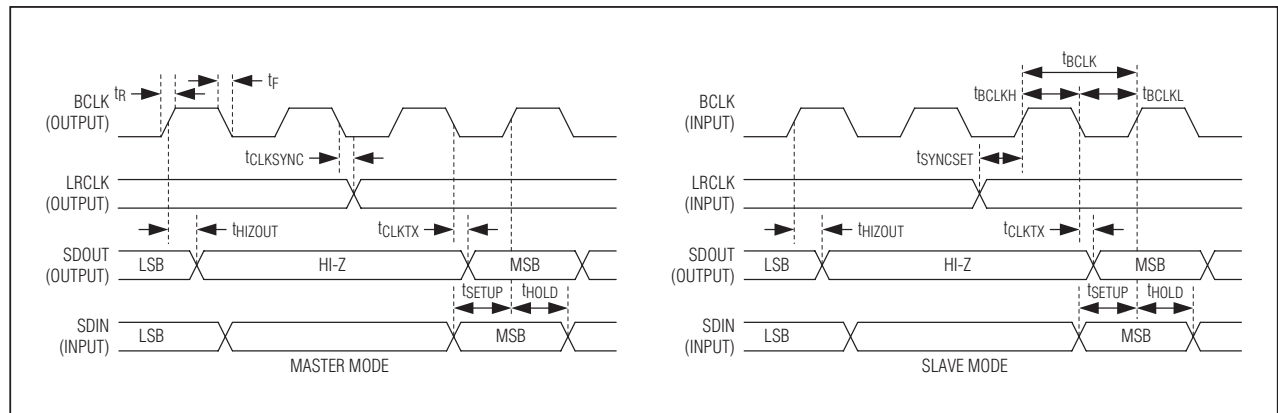 tR
tF
BCLK
(OUTPUT)
tCLKSYNC
LRCLK
(OUTPUT)
tHIZOUT
tCLKTX
SDOUT
(OUTPUT)
LSB
HI-Z
MSB
tSETUP
tHOLD
SDIN
(INPUT)
LSB
MSB
MASTER MODE
tBCLK
tBCLKH
tBCLKL
BCLK
(INPUT)
tSYNCSET
LRCLK
(INPUT)
tHIZOUT
tCLKTX
SDOUT
(OUTPUT)
LSB
HI-Z
MSB
tSETUP
tHOLD
SDIN
(INPUT)
LSB
MSB
SLAVE MODE